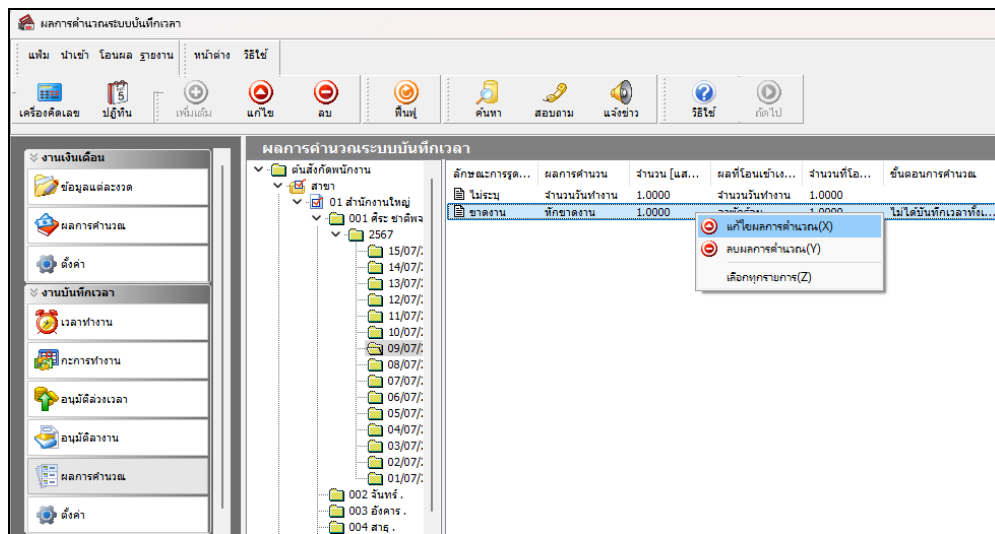 ผลการคำนวณระบบบันทึกเวลา
แฟ้ม นำเข้า โอนผล รายงาน หน้าต่าง วิธีใช้
เครื่องคิดเลข ปฏิทิน เพิ่มเติม แก้ไข ลบ ฟื้นฟู ค้นหา สอบถาม แจ้งข่าว วิธีใช้ ถัดไป
งานเงินเดือน
ข้อมูลแต่ละงวด
ผลการคำนวณ
ตั้งค่า
งานบันทึกเวลา
เวลาทำงาน
กะการทำงาน
อนุมัติล่วงเวลา
อนุมัติลางาน
ผลการคำนวณ
ตั้งค่า
ผลการคำนวณระบบบันทึกเวลา
ต้นสังกัดพนักงาน
สาขา
01 สำนักงานใหญ่
001 ศิระ ชาติพจ
2567
15/07/2
14/07/2
13/07/2
12/07/2
11/07/2
10/07/2
09/07/2
08/07/2
07/07/2
06/07/2
05/07/2
04/07/2
03/07/2
02/07/2
01/07/2
002 จันทร์ .
003 อังคาร .
004 สาธุ .
ลักษณะการรูด... ผลการคำนวณ จำนวน [แส... ผลที่โอนเข้าง... จำนวนที่โอ... ขั้นตอนการคำนวณ
ไม่ระบุ จำนวนวันทำงาน 1.0000 จำนวนวันทำงาน 1.0000
ขาดงาน หักขาดงาน 1.0000 1.0000 ไม่ได้บันทึกเวลาทั้งเ...
แก้ไขผลการคำนวณ(X)
ลบผลการคำนวณ(Y)
เลือกทุกรายการ(Z)